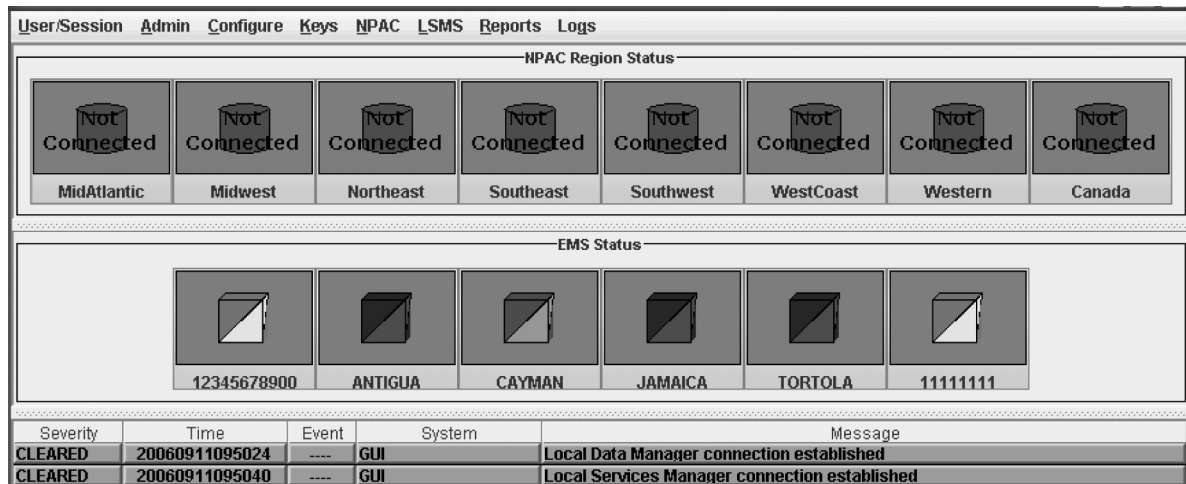 User/Session Admin Configure Keys NPAC LSMS Reports Logs
NPAC Region Status
Not Connected Not Connected Not Connected Not Connected Not Connected Not Connected Not Connected Not Connected
MidAtlantic Midwest Northeast Southeast Southwest WestCoast Western Canada
EMS Status
12345678900 ANTIGUA CAYMAN JAMAICA TORTOLA 11111111
Severity Time Event System Message
CLEARED 20060911095024 ---- GUI Local Data Manager connection established
CLEARED 20060911095040 ---- GUI Local Services Manager connection established